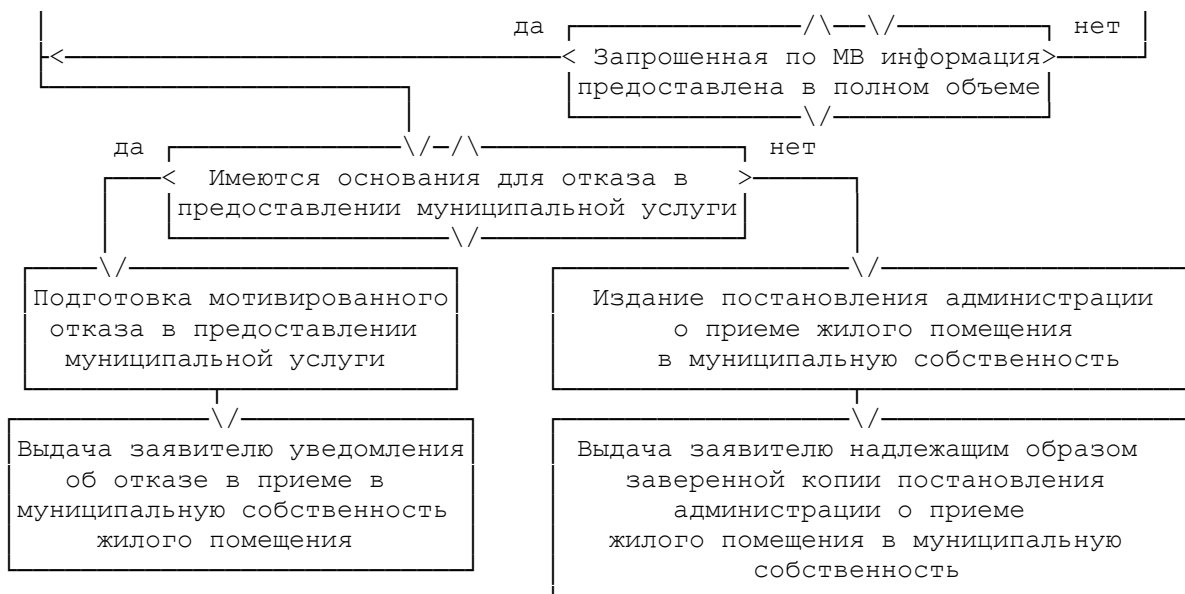 да
нет
Запрошенная по МВ информация
предоставлена в полном объеме
да
нет
Имеются основания для отказа в
предоставлении муниципальной услуги
Подготовка мотивированного
отказа в предоставлении
муниципальной услуги
Издание постановления администрации
о приеме жилого помещения
в муниципальную собственность
Выдача заявителю уведомления
об отказе в приеме в
муниципальную собственность
жилого помещения
Выдача заявителю надлежащим образом
заверенной копии постановления
администрации о приеме
жилого помещения в муниципальную
собственность